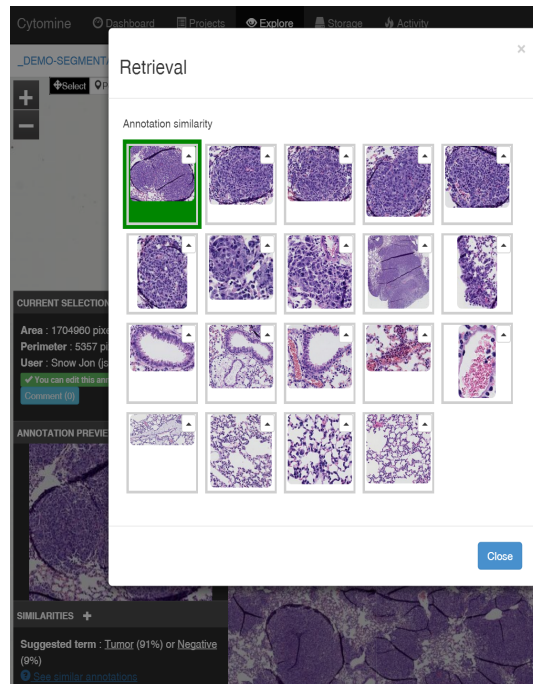 Cytomine Dashboard Projects Explore Storage Activity
_DEMO-SEGMENTA
Select P
Retrieval
×
+
−
Annotation similarity
CURRENT SELECTION
Area : 1704960 pixe
Perimeter : 5357 pi
User : Snow Jon (js
You can edit this ann
Comment (0)
ANNOTATION PREVIE
Close
SIMILARITIES +
Suggested term : Tumor (91%) or Negative
(9%)
See similar annotations